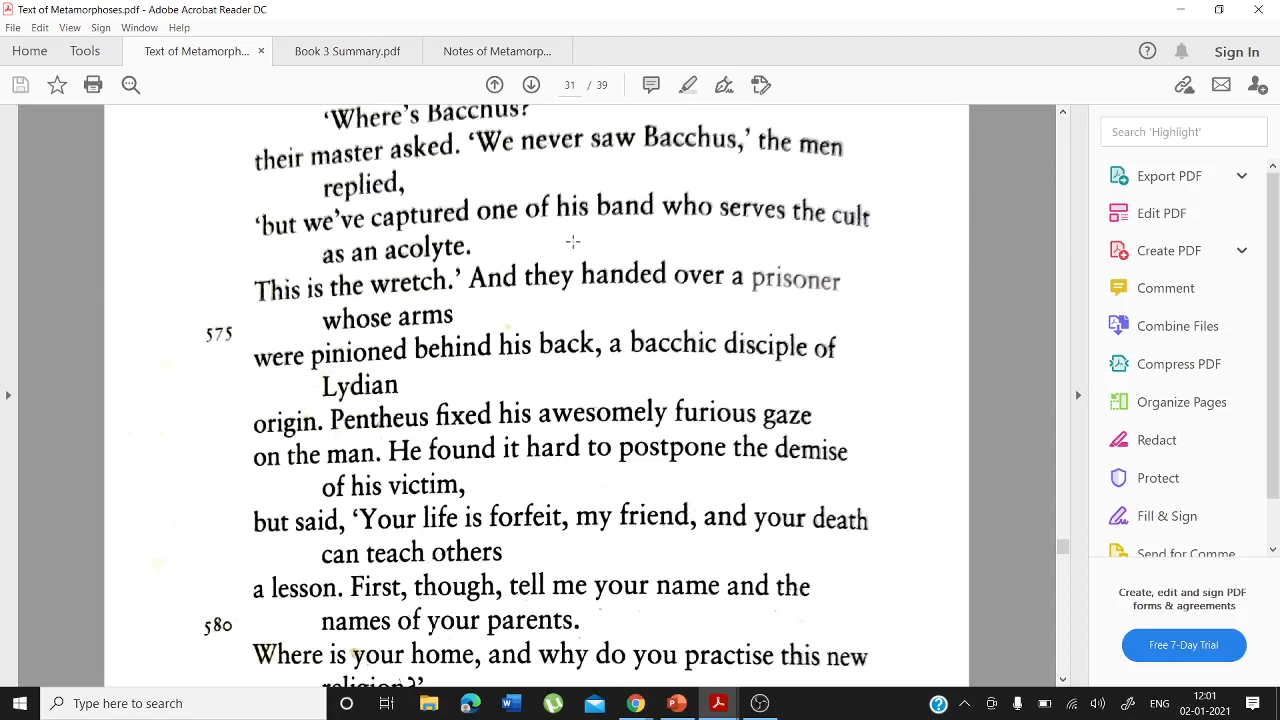 Text of Metamorphoses.pdf - Adobe Acrobat Reader DC
File Edit View Sign Window Help
Home Tools Text of Metamorph... × Book 3 Summary.pdf Notes of Metamorp... Sign In
31 / 39
'Where's Bacchus?'
their master asked. 'We never saw Bacchus,' the men
replied,
'but we've captured one of his band who serves the cult
as an acolyte.
This is the wretch.' And they handed over a prisoner
whose arms
575
were pinioned behind his back, a bacchic disciple of
Lydian
origin. Pentheus fixed his awesomely furious gaze
on the man. He found it hard to postpone the demise
of his victim,
but said, 'Your life is forfeit, my friend, and your death
can teach others
a lesson. First, though, tell me your name and the
580
names of your parents.
Where is your home, and why do you practise this new
religion?'
Search 'Highlight'
Export PDF
Edit PDF
Create PDF
Comment
Combine Files
Compress PDF
Organize Pages
Redact
Protect
Fill & Sign
Send for Comme
Create, edit and sign PDF
forms & agreements
Free 7-Day Trial
Type here to search
ENG
12:01
02-01-2021